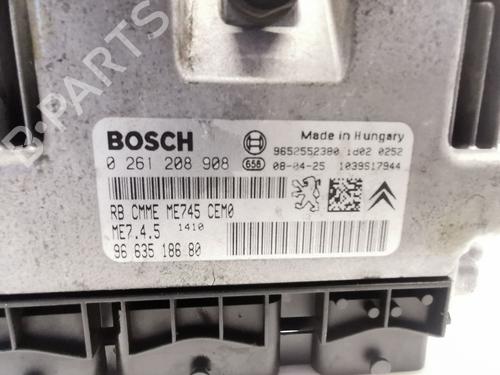 BOSCH
Made in Hungary
9652552380 1d02 0252
0 261 208 908
658
08-04-25 1039S17944
RB CMME ME745 CEM0
ME7.4.5 1410
96 635 186 80
B-PARTS